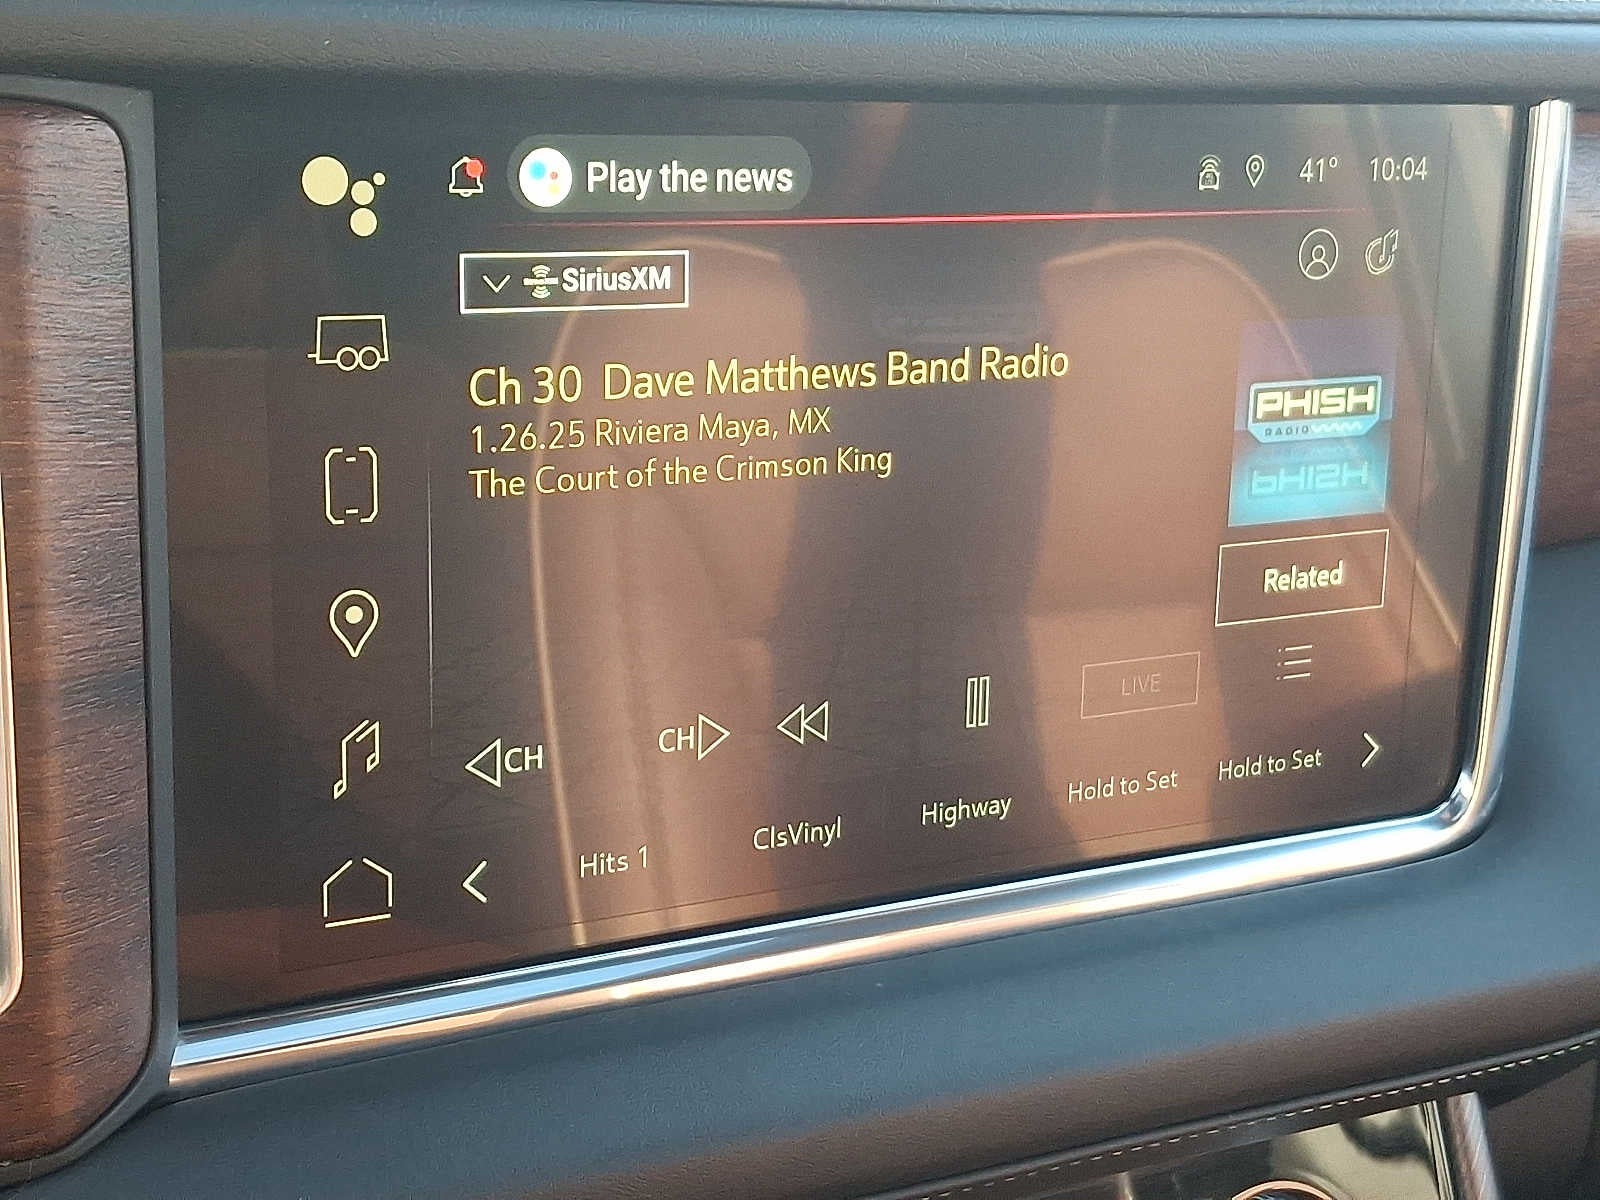 Play the news
41° 10:04
SiriusXM
Ch 30 Dave Matthews Band Radio
1.26.25 Riviera Maya, MX
The Court of the Crimson King
PHISH
RADIO
PHISH
Related
CH
CH
LIVE
Hits 1
ClsVinyl
Highway
Hold to Set
Hold to Set